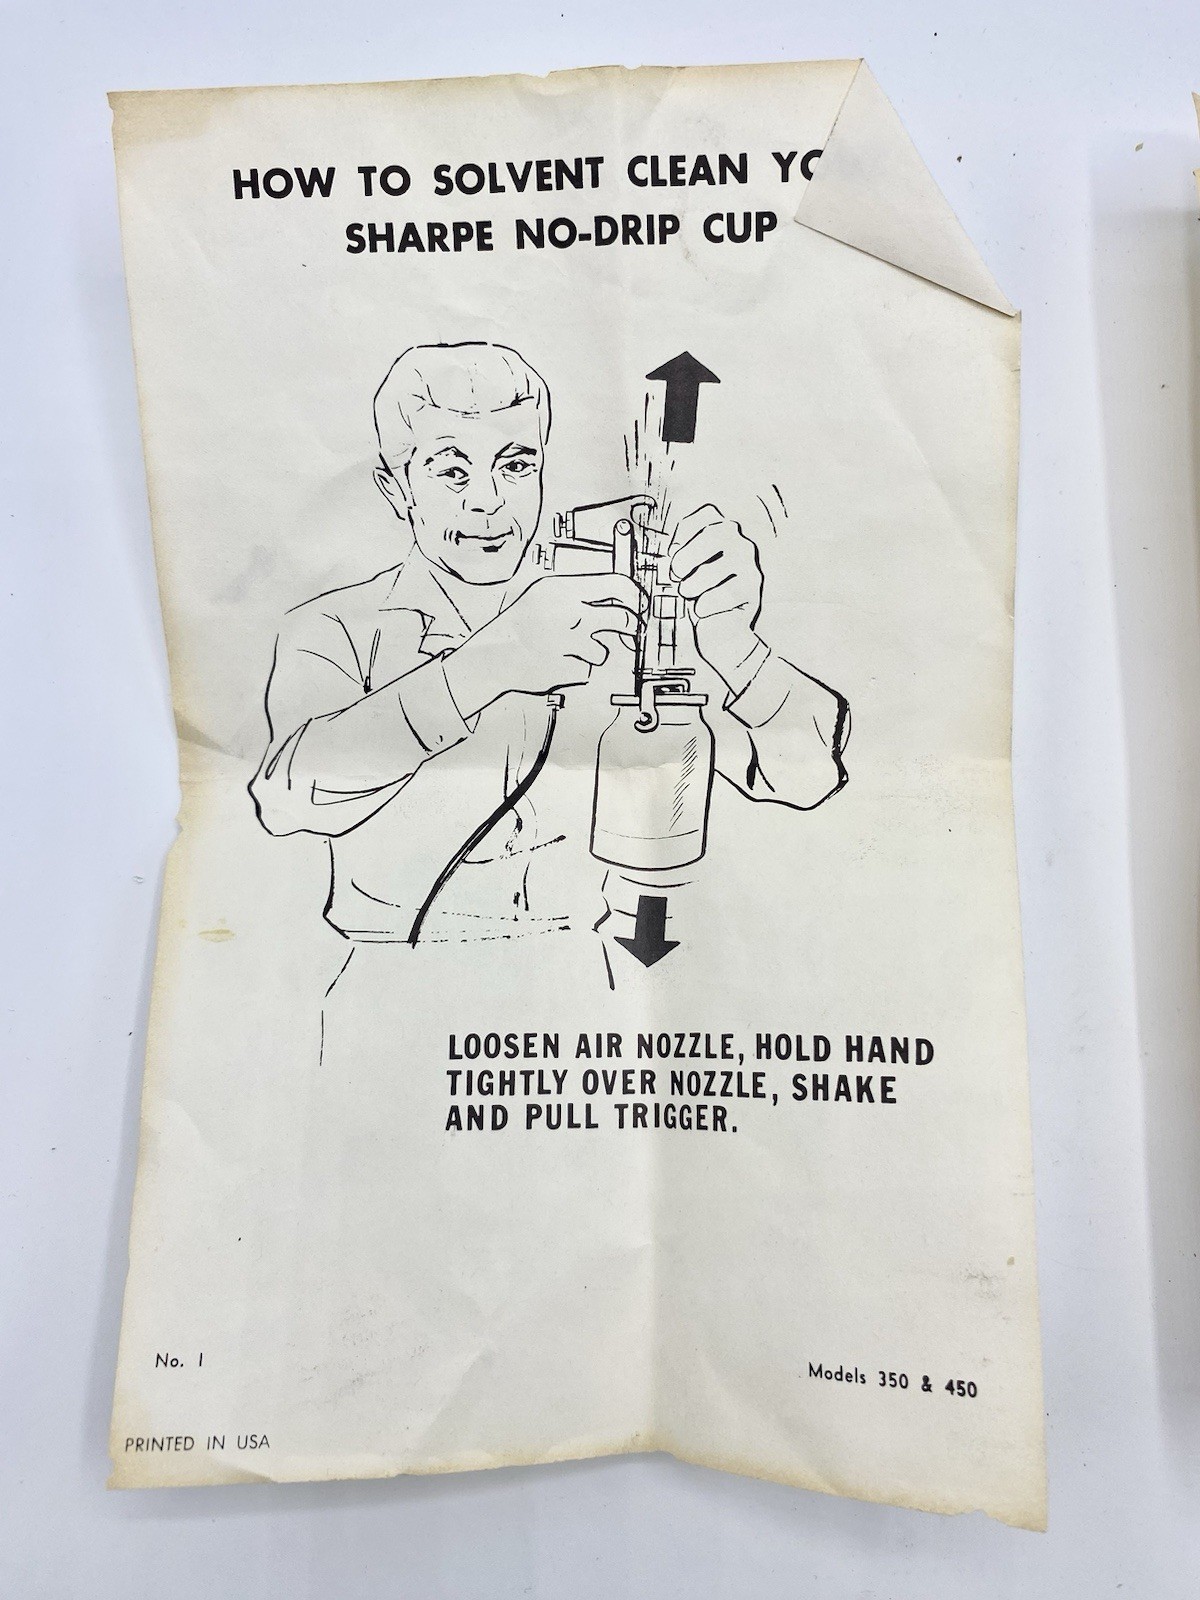 HOW TO SOLVENT CLEAN
SHARPE NO-DRIP CUP
LOOSEN AIR NOZZLE, HOLD HAND
TIGHTLY OVER NOZZLE, SHAKE
AND PULL TRIGGER.
No. 1
Models 350 & 450
PRINTED IN USA